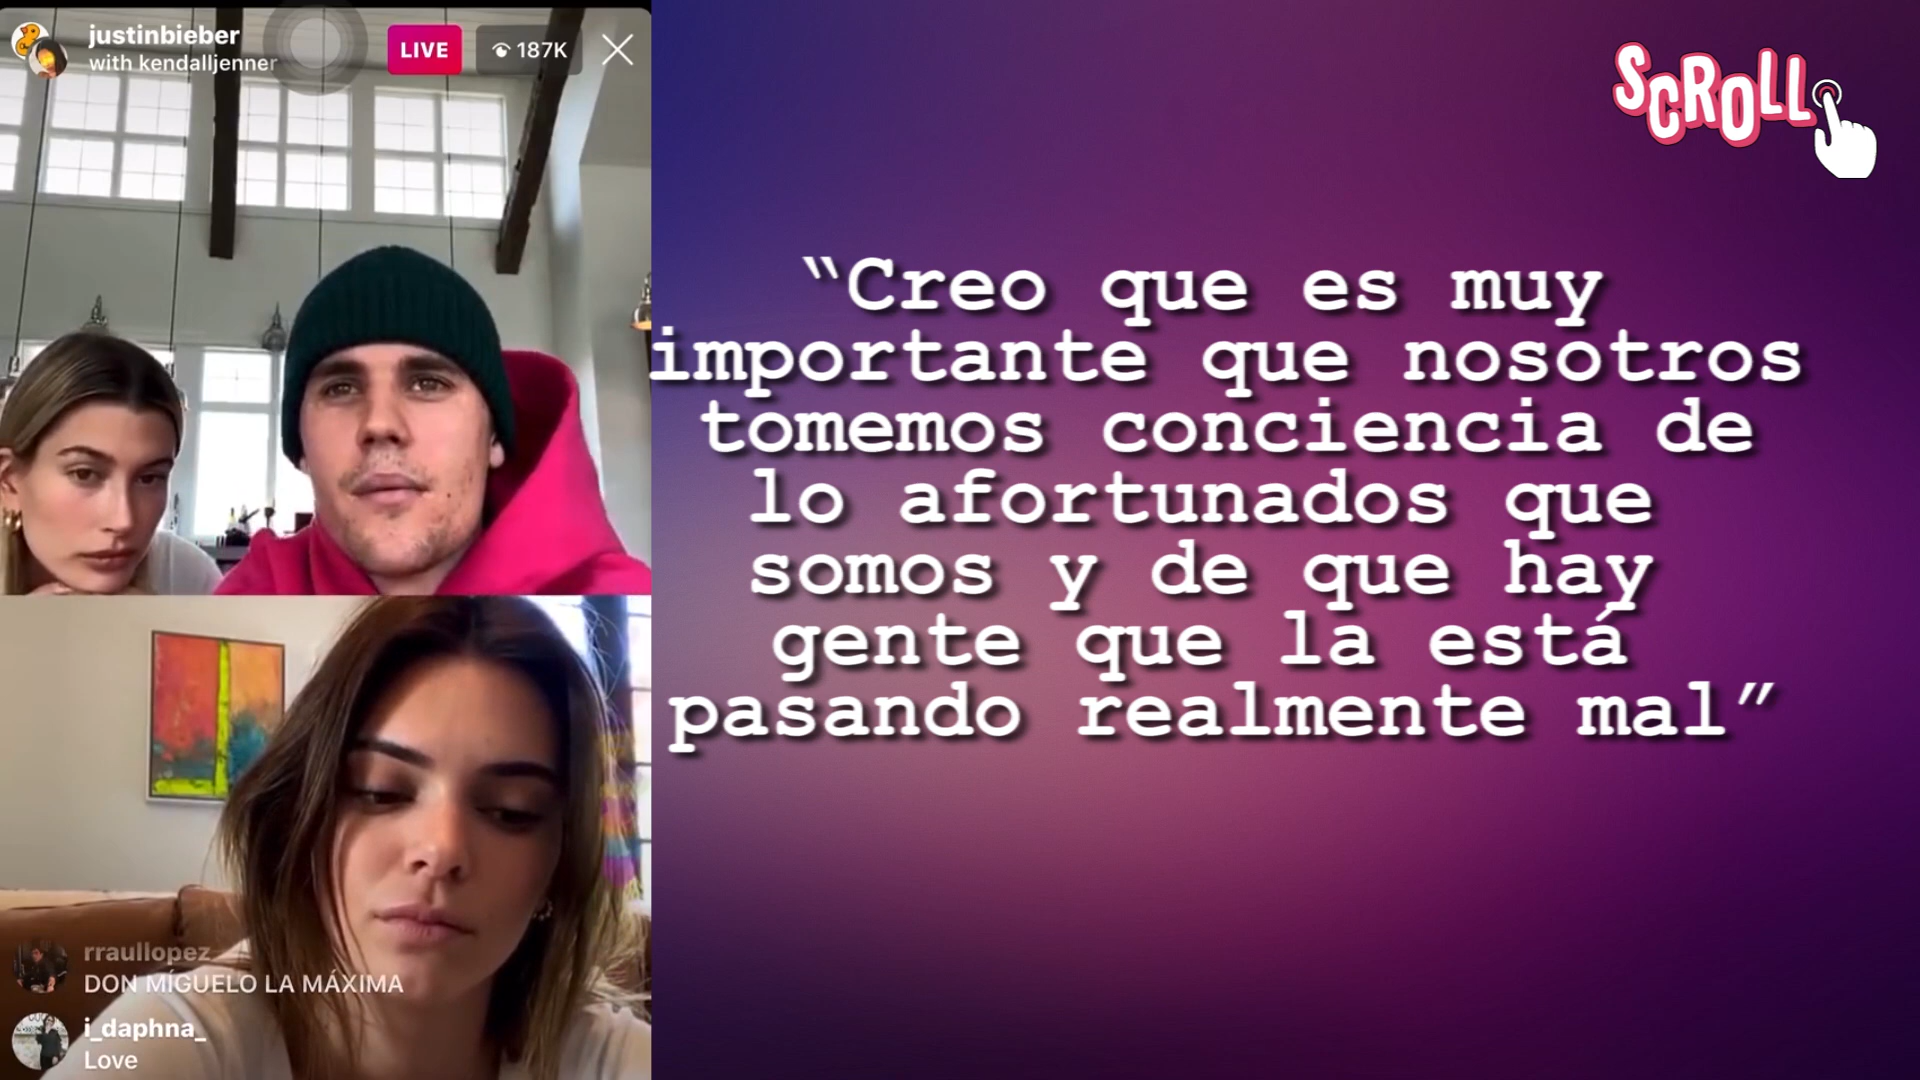 justinbieber
with kendalljenner
LIVE
187K
SCROLL
“Creo que es muy
importante que nosotros
tomemos conciencia de
lo afortunados que
somos y de que hay
gente que la está
pasando realmente mal”
rraullopez
DON MÍGUELO LA MÁXIMA
i_daphna_
Love